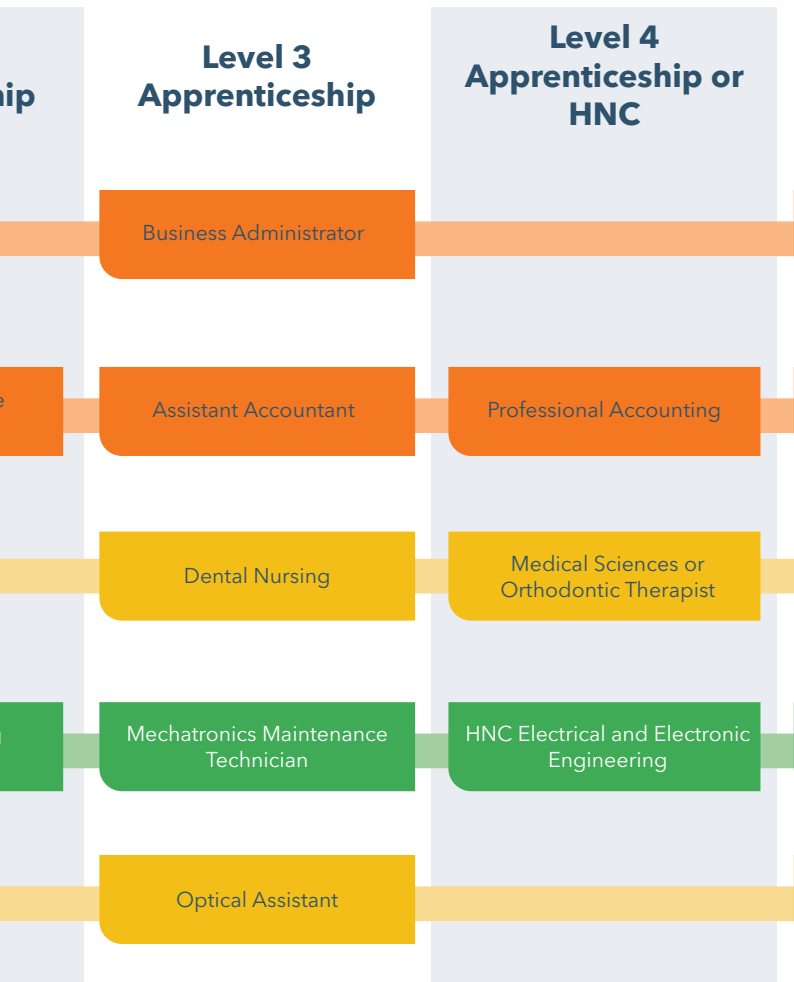 Level 3
Apprenticeship
Level 4
Apprenticeship or
HNC
Business Administrator
Assistant Accountant
Professional Accounting
Dental Nursing
Medical Sciences or
Orthodontic Therapist
Mechatronics Maintenance
Technician
HNC Electrical and Electronic
Engineering
Optical Assistant